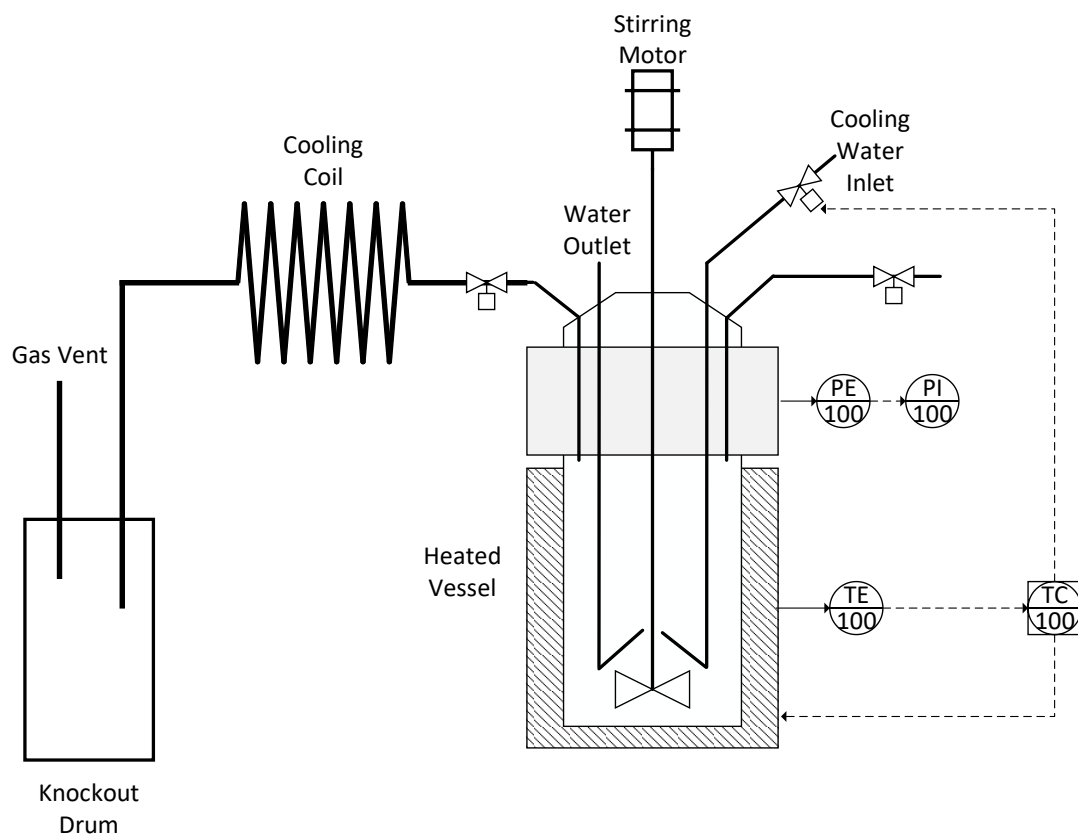 Stirring
Motor
Cooling
Coil
Cooling
Water
Inlet
Water
Outlet
Gas Vent
PE
100
PI
100
Heated
Vessel
TE
100
TC
100
Knockout
Drum